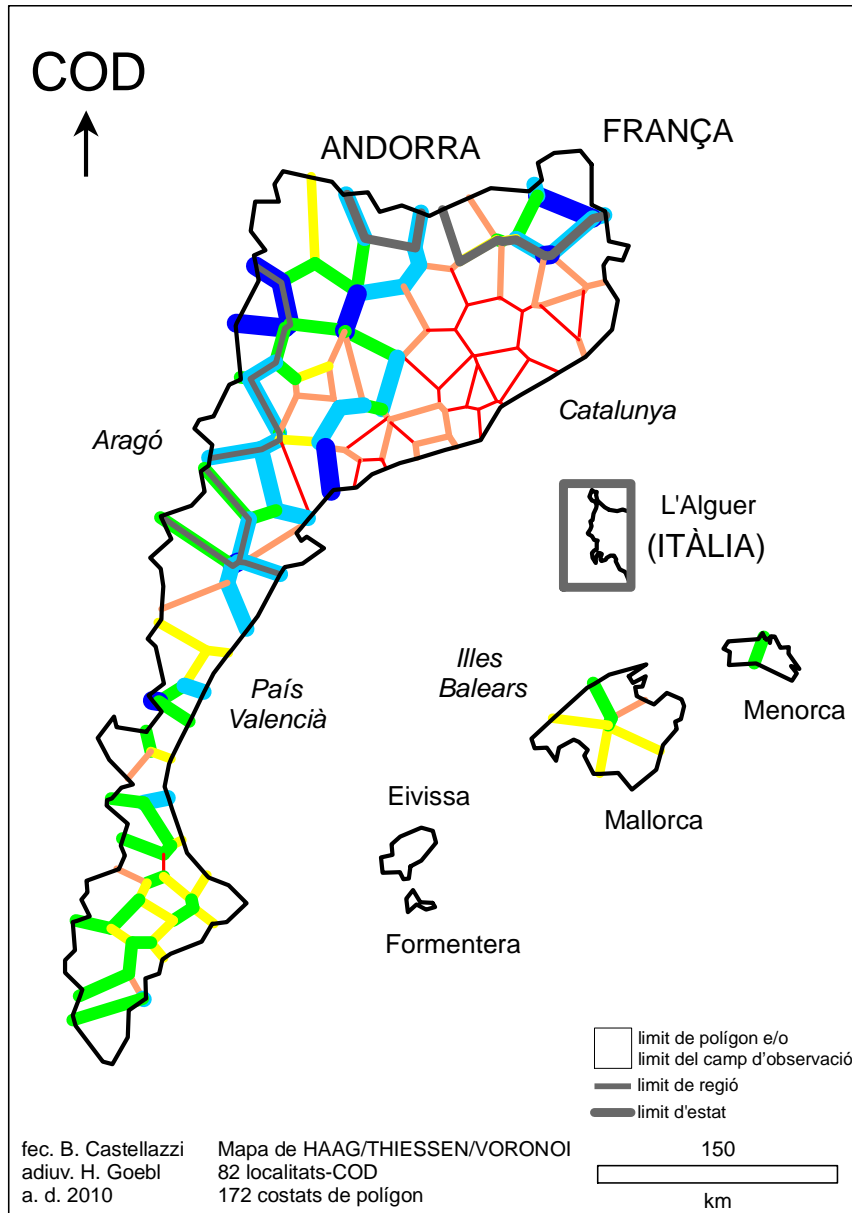 COD
ANDORRA
FRANÇA
Aragó
Catalunya
L'Alguer
(ITÀLIA)
Illes
Balears
País
Valencià
Menorca
Mallorca
Eivissa
Formentera
limit de polígon e/o
limit del camp d'observació
limit de regió
limit d'estat
fec. B. Castellazzi
adiuv. H. Goebl
a. d. 2010
Mapa de HAAG/THIESSEN/VORONOI
82 localitats-COD
172 costats de polígon
150
km